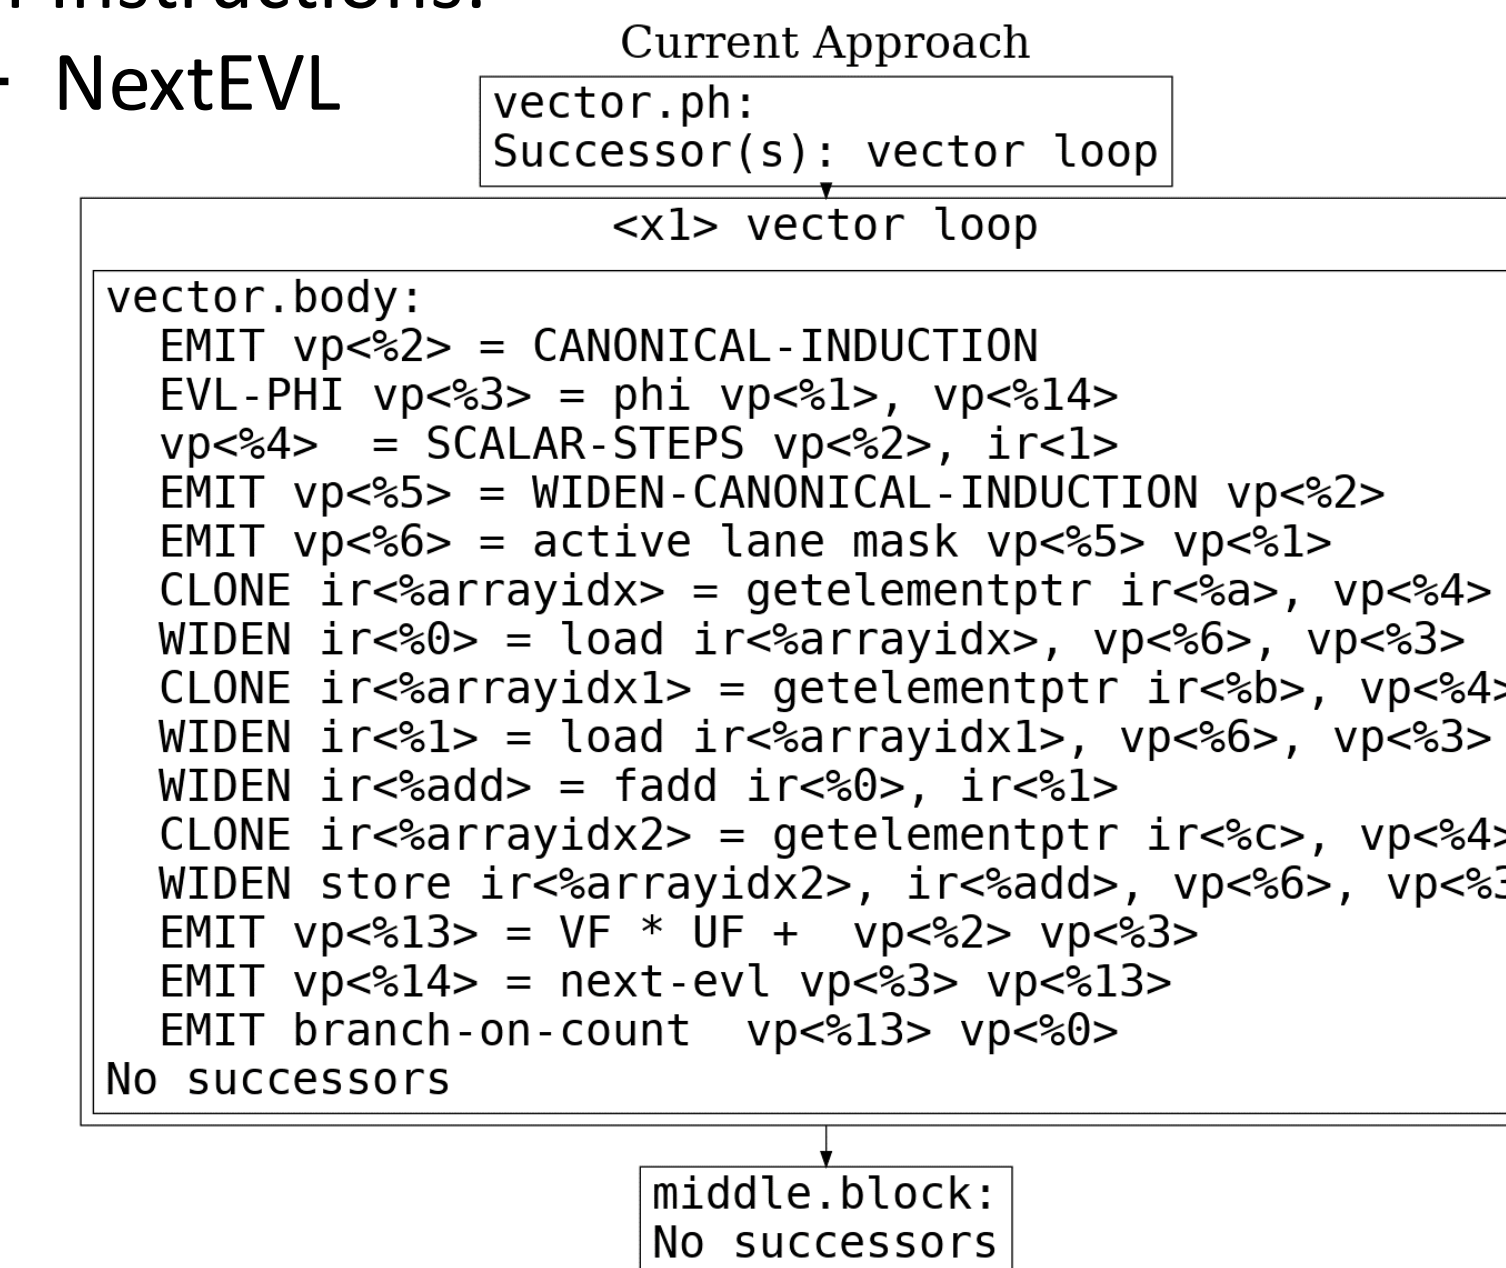 Instructions:
- NextEVL
Current Approach
vector.ph:
Successor(s): vector loop
<x1> vector loop
vector.body:
  EMIT vp<%2> = CANONICAL-INDUCTION
  EVL-PHI vp<%3> = phi vp<%1>, vp<%14>
  vp<%4>  = SCALAR-STEPS vp<%2>, ir<1>
  EMIT vp<%5> = WIDEN-CANONICAL-INDUCTION vp<%2>
  EMIT vp<%6> = active lane mask vp<%5> vp<%1>
  CLONE ir<%arrayidx> = getelementptr ir<%a>, vp<%4>
  WIDEN ir<%0> = load ir<%arrayidx>, vp<%6>, vp<%3>
  CLONE ir<%arrayidx1> = getelementptr ir<%b>, vp<%4>
  WIDEN ir<%1> = load ir<%arrayidx1>, vp<%6>, vp<%3>
  WIDEN ir<%add> = fadd ir<%0>, ir<%1>
  CLONE ir<%arrayidx2> = getelementptr ir<%c>, vp<%4>
  WIDEN store ir<%arrayidx2>, ir<%add>, vp<%6>, vp<%3
  EMIT vp<%13> = VF * UF +  vp<%2> vp<%3>
  EMIT vp<%14> = next-evl vp<%3> vp<%13>
  EMIT branch-on-count  vp<%13> vp<%0>
No successors
middle.block:
No successors